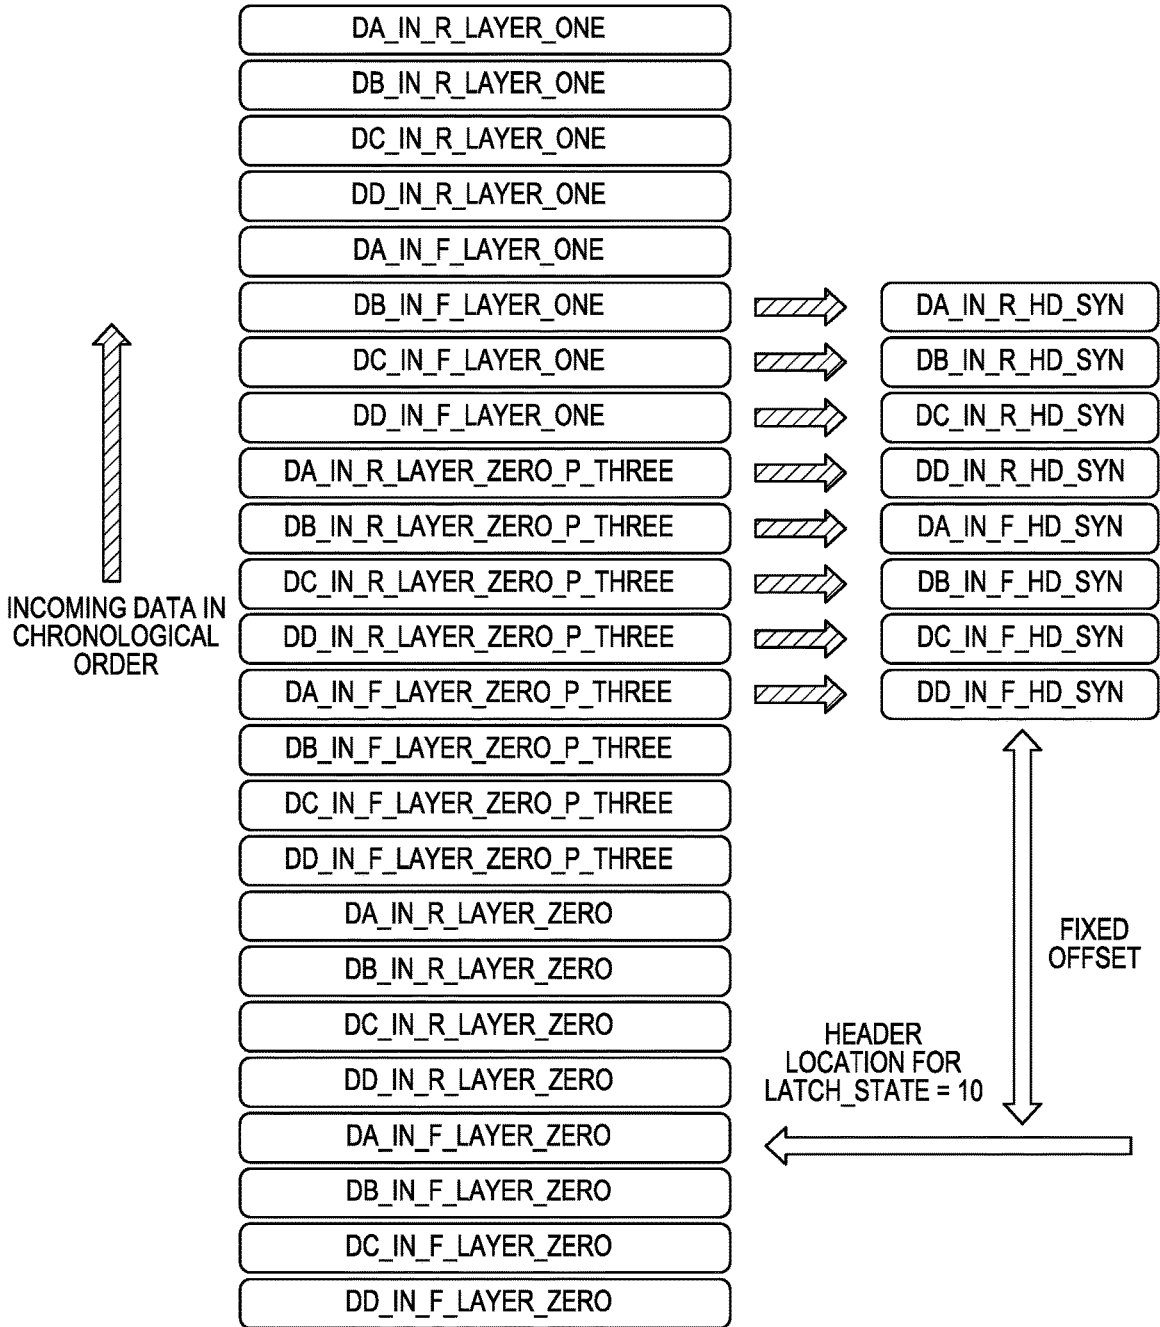 DA_IN_R_LAYER_ONE
DB_IN_R_LAYER_ONE
DC_IN_R_LAYER_ONE
DD_IN_R_LAYER_ONE
DA_IN_F_LAYER_ONE
DB_IN_F_LAYER_ONE
DA_IN_R_HD_SYN
DC_IN_F_LAYER_ONE
DB_IN_R_HD_SYN
DD_IN_F_LAYER_ONE
DC_IN_R_HD_SYN
DA_IN_R_LAYER_ZERO_P_THREE
DD_IN_R_HD_SYN
DB_IN_R_LAYER_ZERO_P_THREE
DA_IN_F_HD_SYN
DC_IN_R_LAYER_ZERO_P_THREE
DB_IN_F_HD_SYN
DD_IN_R_LAYER_ZERO_P_THREE
DC_IN_F_HD_SYN
DA_IN_F_LAYER_ZERO_P_THREE
DD_IN_F_HD_SYN
INCOMING DATA IN
CHRONOLOGICAL
ORDER
DB_IN_F_LAYER_ZERO_P_THREE
DC_IN_F_LAYER_ZERO_P_THREE
DD_IN_F_LAYER_ZERO_P_THREE
DA_IN_R_LAYER_ZERO
DB_IN_R_LAYER_ZERO
DC_IN_R_LAYER_ZERO
DD_IN_R_LAYER_ZERO
FIXED
OFFSET
HEADER
LOCATION FOR
LATCH_STATE = 10
DA_IN_F_LAYER_ZERO
DB_IN_F_LAYER_ZERO
DC_IN_F_LAYER_ZERO
DD_IN_F_LAYER_ZERO